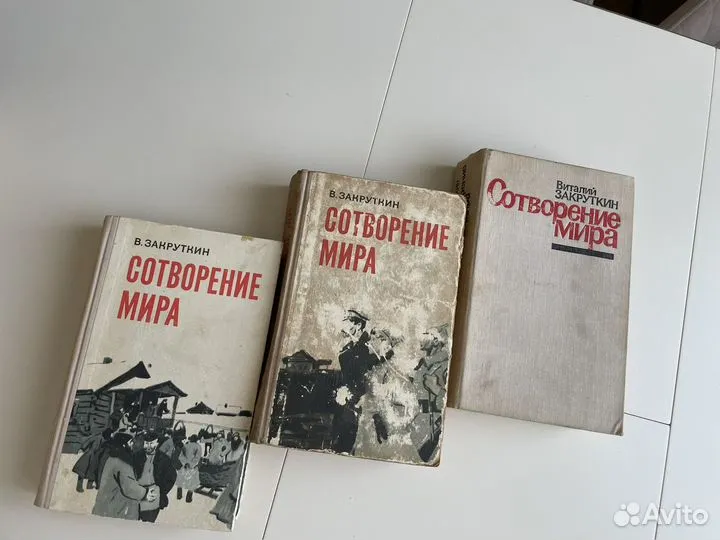 В. ЗАКРУТКИН
СОТВОРЕНИЕ
МИРА
В. ЗАКРУТКИН
СОТВОРЕНИЕ
МИРА
Виталий
ЗАКРУТКИН
Сотворение
мира
Avito